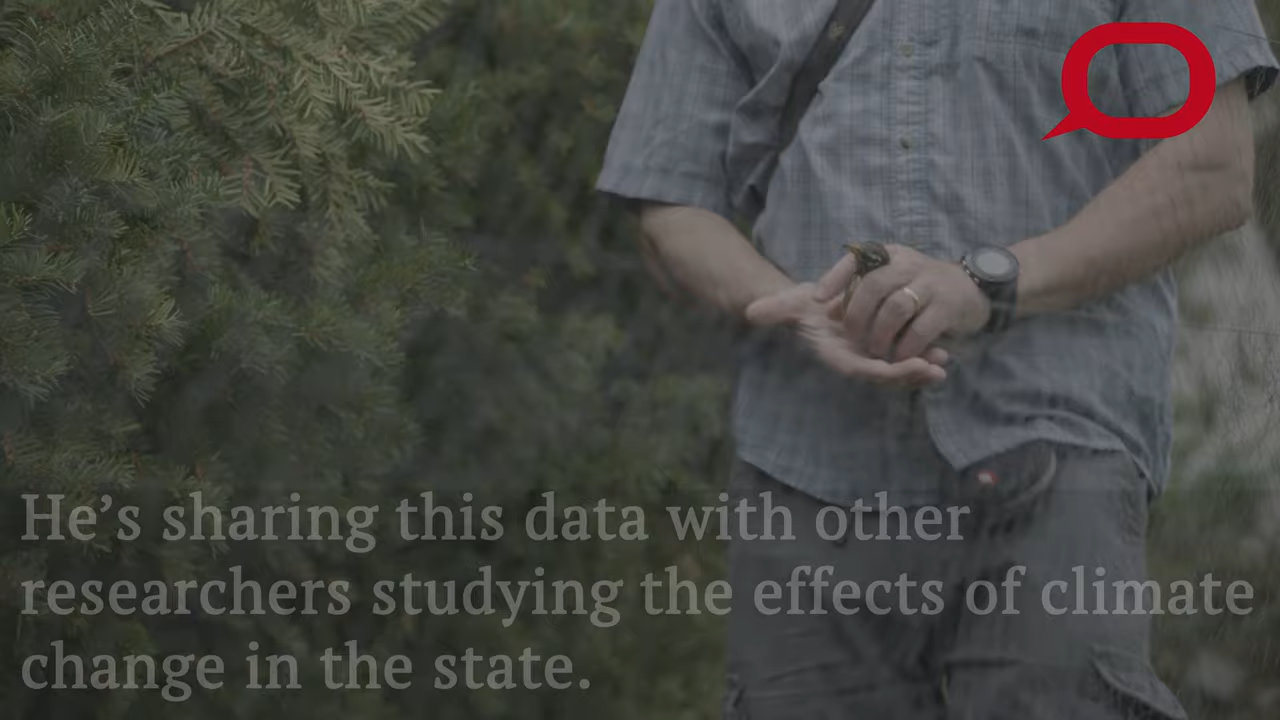 He’s sharing this data with other
researchers studying the effects of climate
change in the state.